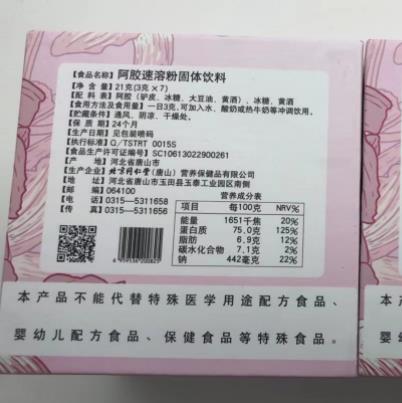 【食品名称】阿胶速溶粉固体饮料
【净 含 量】21克(3克×7)
【配 料 表】阿胶（驴皮、冰糖、大豆油、黄酒）、冰糖、黄酒
【食用方法及食用量】一日3克,可加入水、酸奶或热牛奶等冲调饮用。
【贮藏条件】通风、阴凉、干燥处。
【保 质 期】24个月
【生产日期】见包装喷码
【执行标准】Q/TSTRT 0015S
【食品生产许可证编号】SC10613022900261
【产 地】河北省唐山市
【生产企业】北京同仁堂(唐山)营养保健品有限公司
【地 址】河北省唐山市玉田县玉泰工业园区南侧
【邮 编】064100
【电 话】0315--5311658
【传 真】0315--5311656
营养成分表
项目 每100克 NRV%
能量 1651千焦 20%
蛋白质 75.0克 125%
脂肪 6.9克 12%
碳水化合物 7.1克 2%
钠 442毫克 22%
本产品不能代替特殊医学用途配方食品、
婴幼儿配方食品、保健食品等特殊食品。